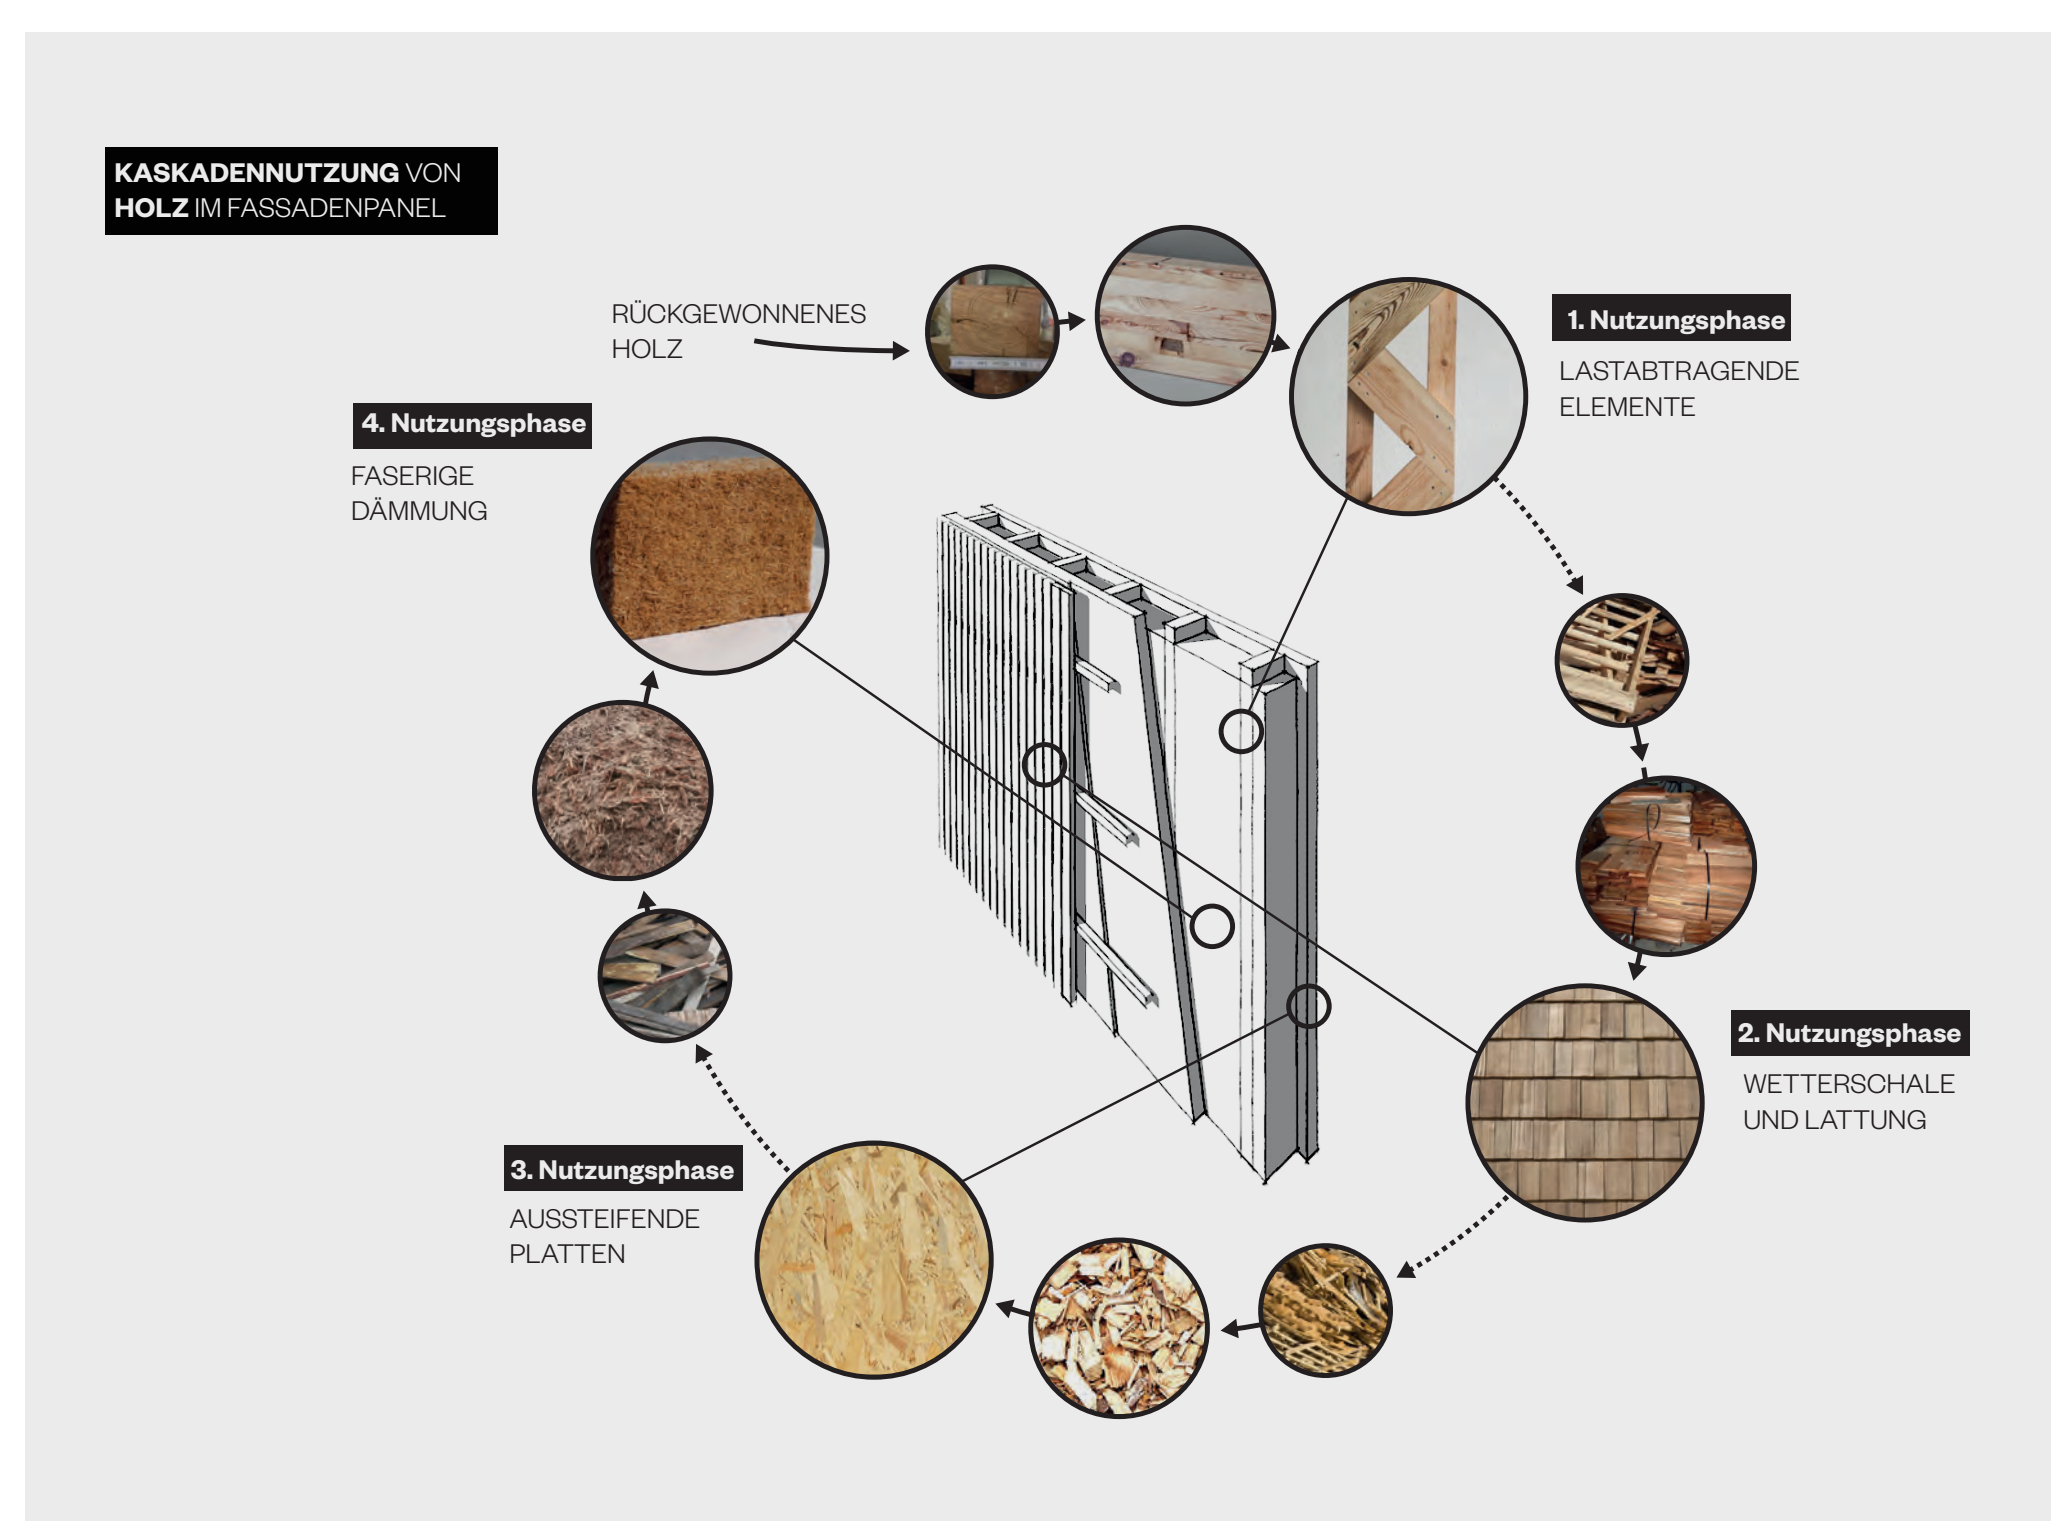 KASKADENNUTZUNG VON
HOLZ IM FASSADENPANEL
RÜCKGEWONNENES
HOLZ
1. Nutzungsphase
LASTABTRAGENDE
ELEMENTE
4. Nutzungsphase
FASERIGE
DÄMMUNG
2. Nutzungsphase
WETTERSCHALE
UND LATTUNG
3. Nutzungsphase
AUSSTEIFENDE
PLATTEN